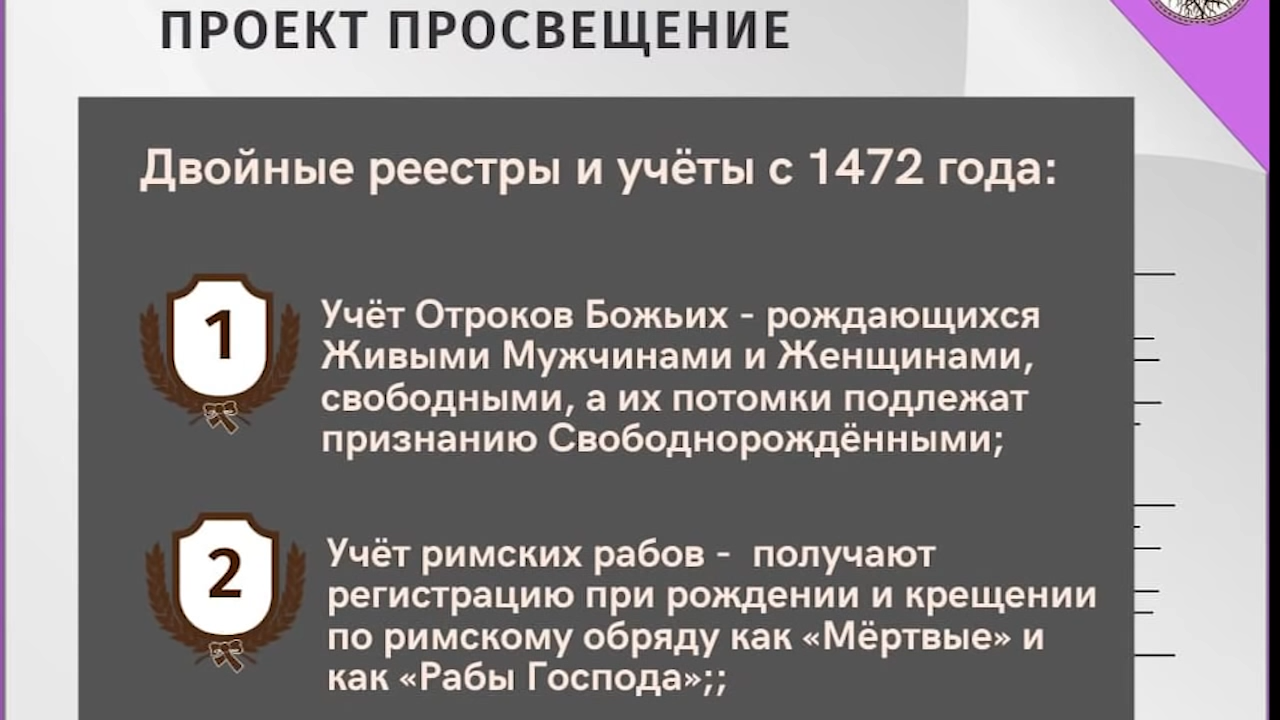 ПРОЕКТ ПРОСВЕЩЕНИЕ
Двойные реестры и учёты с 1472 года:
1
Учёт Отроков Божьих - рождающихся
Живыми Мужчинами и Женщинами,
свободными, а их потомки подлежат
признанию Свободнорождёнными;
2
Учёт римских рабов - получают
регистрацию при рождении и крещении
по римскому обряду как «Мёртвые» и
как «Рабы Господа»;;